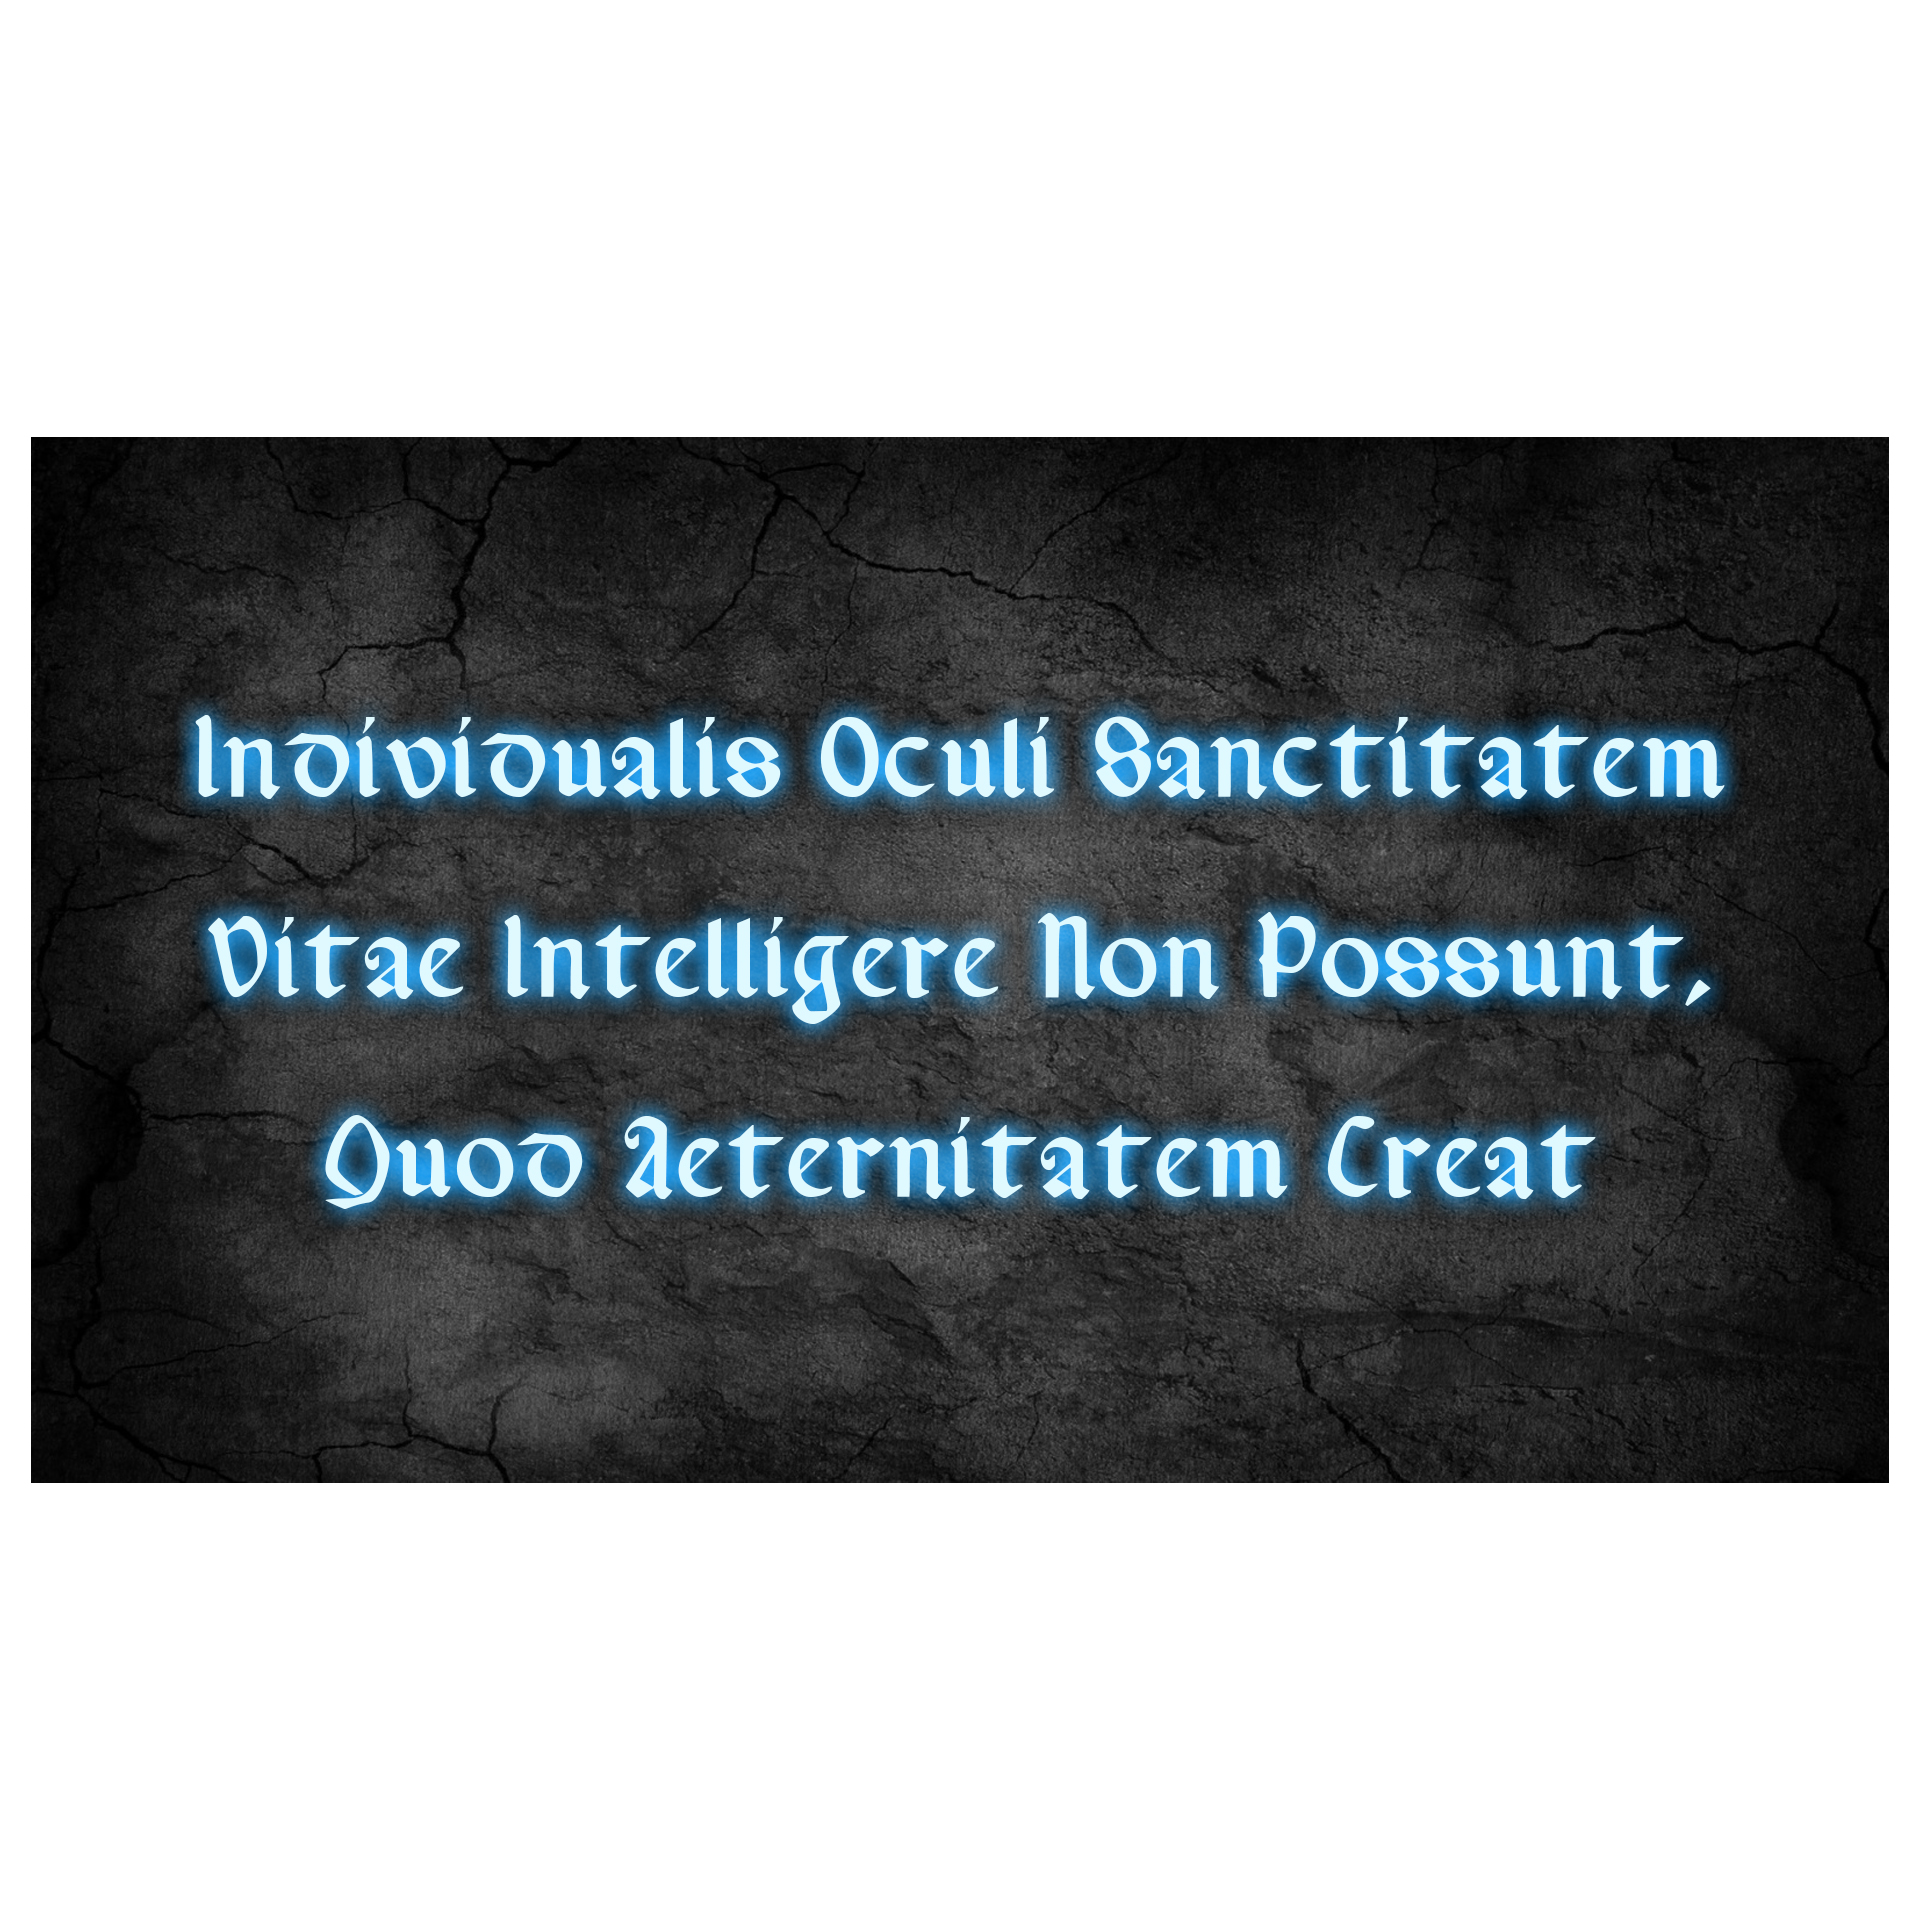 Individualis Oculi Sanctitatem
Vitae Intelligere Non Possunt,
Quod Aeternitatem Creat